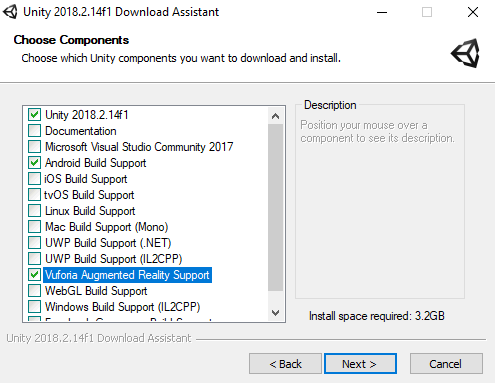 Unity 2018.2.14f1 Download Assistant
Choose Components
Choose which Unity components you want to download and install.
Unity 2018.2.14f1
Documentation
Microsoft Visual Studio Community 2017
Android Build Support
iOS Build Support
tvOS Build Support
Linux Build Support
Mac Build Support (Mono)
UWP Build Support (.NET)
UWP Build Support (IL2CPP)
Vuforia Augmented Reality Support
WebGL Build Support
Windows Build Support (IL2CPP)
Description
Position your mouse over a
component to see its description.
Install space required: 3.2GB
Unity 2018.2.14f1 Download Assistant
< Back
Next >
Cancel